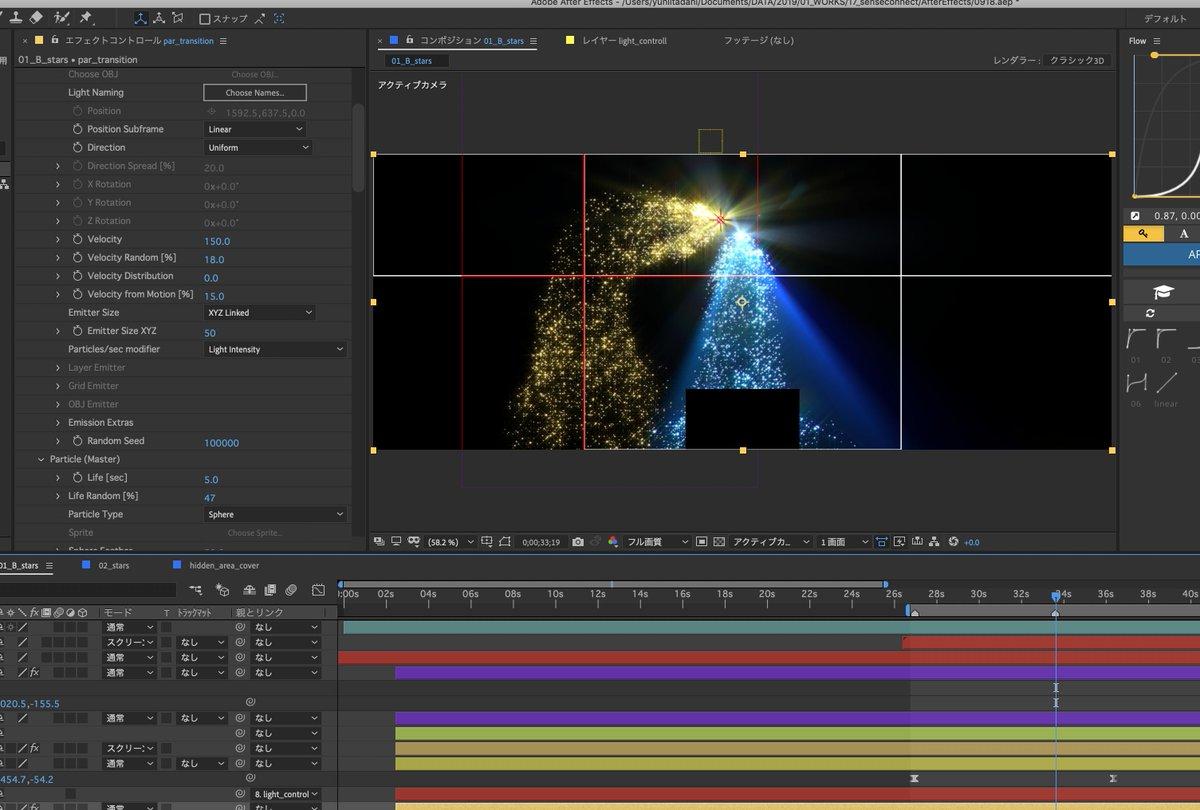 Adobe After Effects - /Users/yuniitadani/Documents/DATA/2019/01_WORKS/17_senseconnect/AfterEffects/0918.aep *
スナップ
デフォルト
エフェクトコントロール par_transition
コンポジション 01_B_stars
レイヤー light_controll
フッテージ (なし)
Flow
01_B_stars • par_transition
01_B_stars
レンダラー:
クラシック3D
Choose OBJ
Choose OBJ...
アクティブカメラ
Light Naming
Choose Names...
Position
1592.5,637.5,0.0
Position Subframe
Linear
Direction
Uniform
Direction Spread [%]
20.0
X Rotation
0x+0.0°
Y Rotation
0x+0.0°
Z Rotation
0x+0.0°
Velocity
150.0
Velocity Random [%]
18.0
Velocity Distribution
0.0
Velocity from Motion [%]
15.0
Emitter Size
XYZ Linked
Emitter Size XYZ
50
Particles/sec modifier
Light Intensity
Layer Emitter
Grid Emitter
OBJ Emitter
Emission Extras
Random Seed
100000
Particle (Master)
Life [sec]
5.0
Life Random [%]
47
Particle Type
Sphere
Sprite
Choose Sprite...
Sphere Feather
0.87, 0.00
A
01
02
03
06
linear
(58.2 %)
0;00;33;19
フル画質
アクティブカ...
1 画面
+0.0
01_B_stars
02_stars
hidden_area_cover
:00s
02s
04s
06s
08s
10s
12s
14s
16s
18s
20s
22s
24s
26s
28s
30s
32s
34s
36s
38s
40s
モード
T
トラックマット
親とリンク
通常
なし
スクリーン
なし
なし
通常
なし
なし
通常
なし
なし
020.5,-155.5
通常
なし
なし
なし
スクリーン
なし
通常
なし
なし
454.7,-54.2
8. light_control
通常
なし